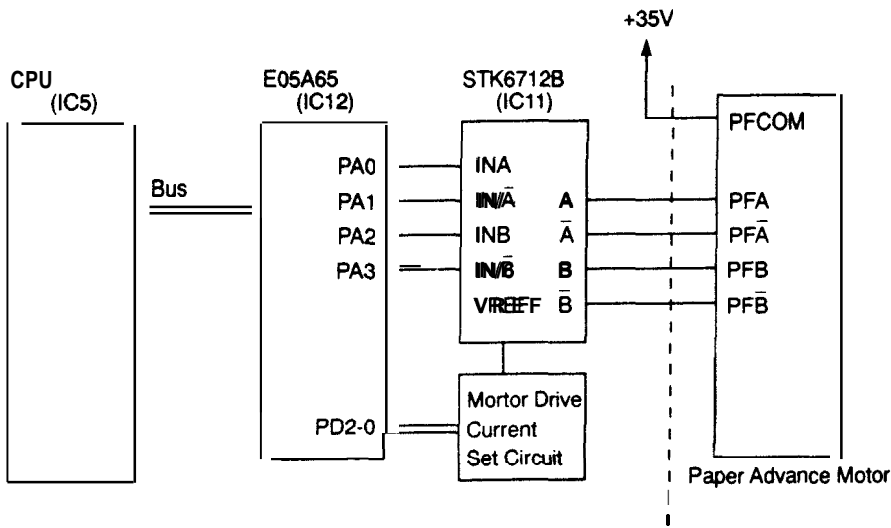 +35V
CPU
(IC5)
E05A65
(IC12)
STK6712B
(IC11)
PFCOM
PA0
INA
Bus
PA1
IN/A̅
A
PFA
PA2
INB
A̅
PFA̅
PA3
IN/B̅
B
PFB
VREF
B̅
PFB̅
PD2-0
Mortor Drive
Current
Set Circuit
Paper Advance Motor